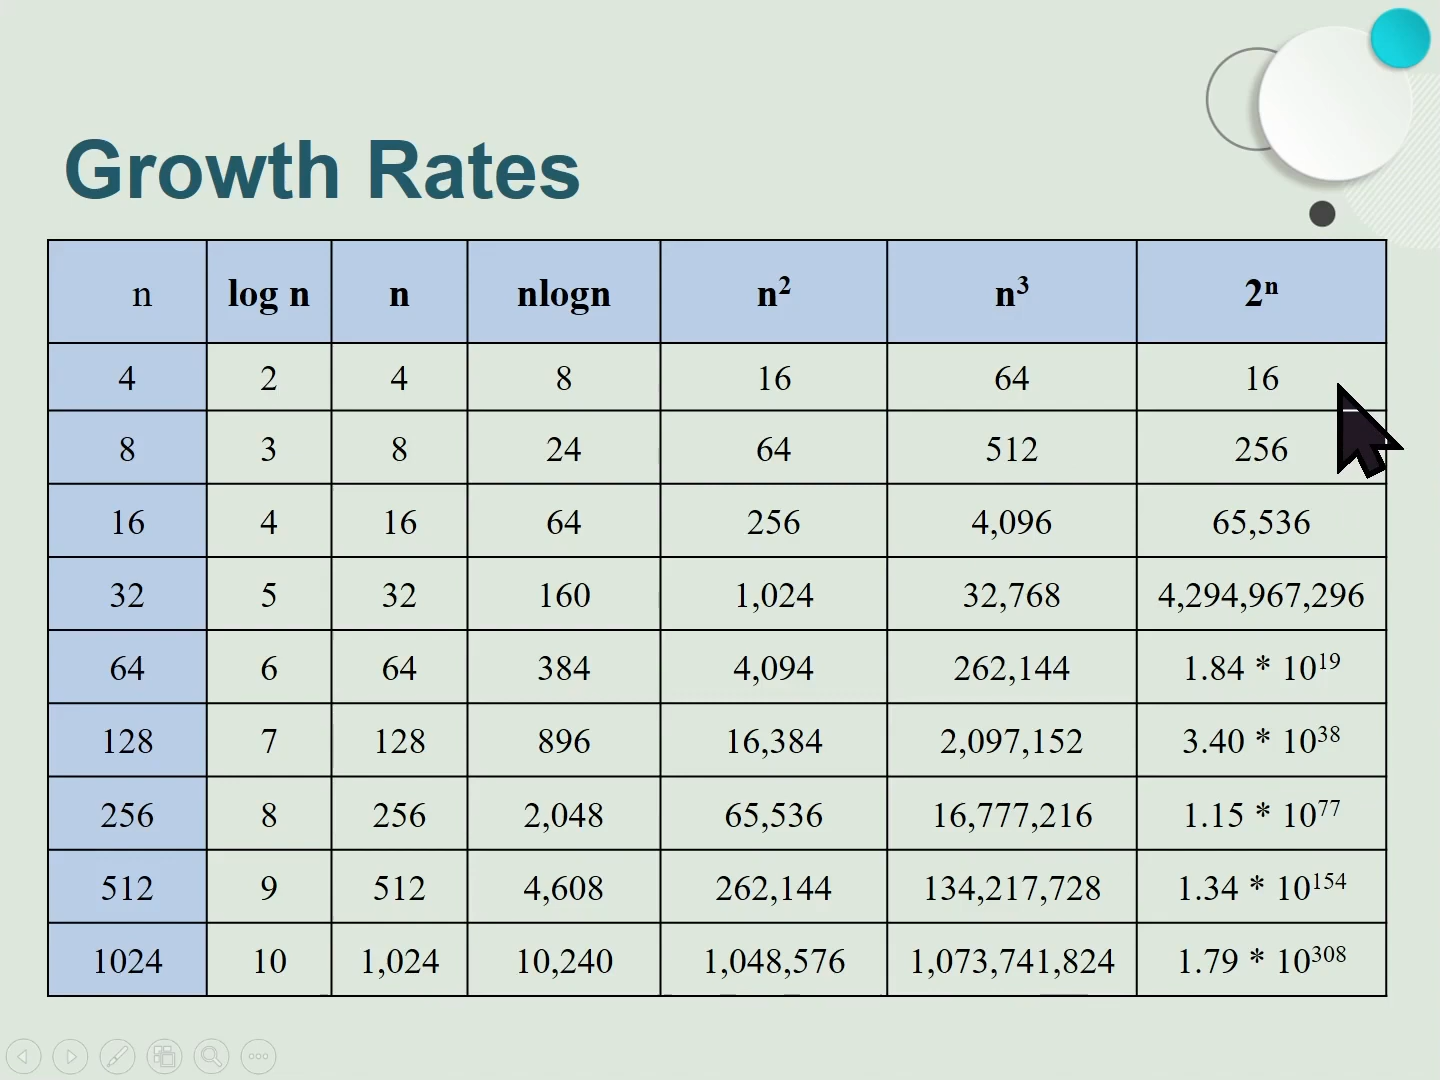 Growth Rates
n log n n nlogn n² n³ 2ⁿ
4 2 4 8 16 64 16
8 3 8 24 64 512 256
16 4 16 64 256 4,096 65,536
32 5 32 160 1,024 32,768 4,294,967,296
64 6 64 384 4,094 262,144 1.84 * 10¹⁹
128 7 128 896 16,384 2,097,152 3.40 * 10³⁸
256 8 256 2,048 65,536 16,777,216 1.15 * 10⁷⁷
512 9 512 4,608 262,144 134,217,728 1.34 * 10¹⁵⁴
1024 10 1,024 10,240 1,048,576 1,073,741,824 1.79 * 10³⁰⁸